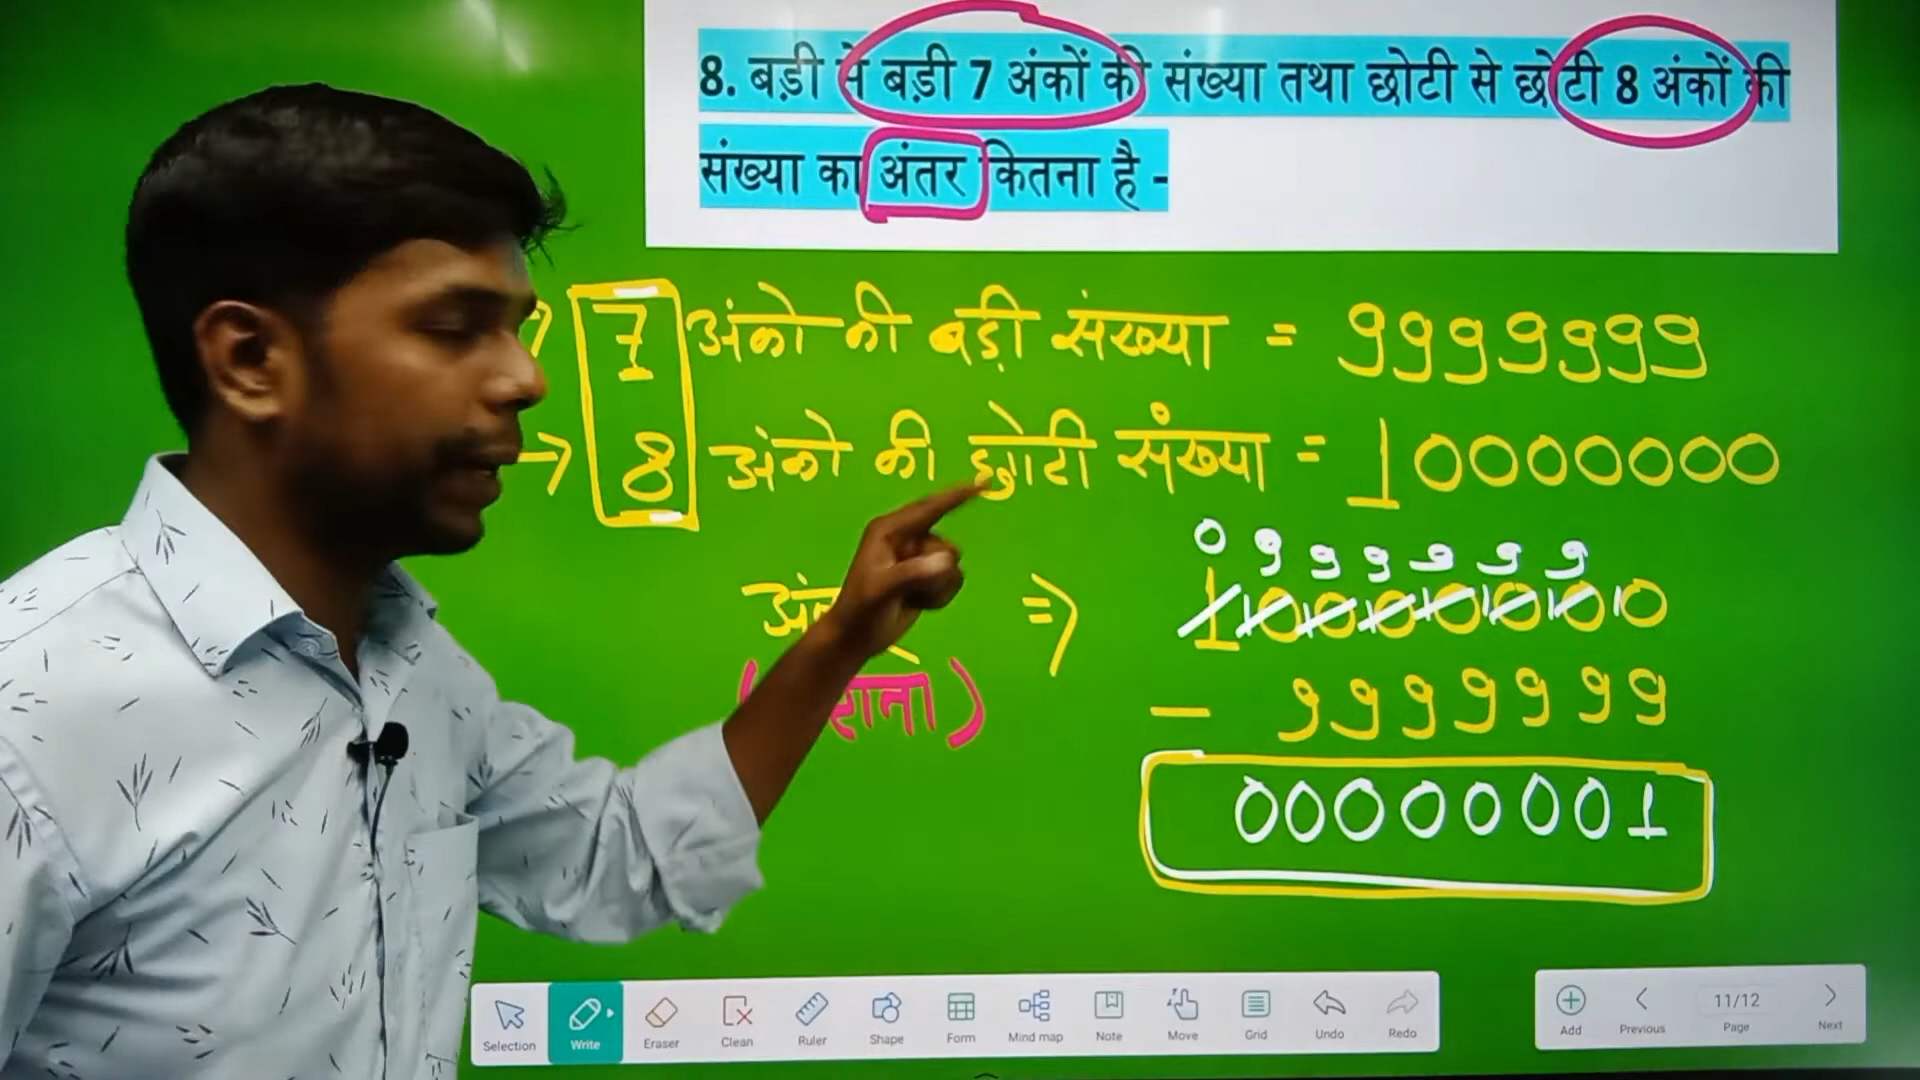 8. बड़ी से बड़ी 7 अंकों की संख्या तथा छोटी से छोटी 8 अंकों की
संख्या का अंतर कितना है -
7 अंको की बड़ी संख्या = 9999999
→ 8 अंको की छोटी संख्या = 10000000
0 9 9 9 9 9 9
⇒ 10000000
- 9999999
00000001
Selection Write Eraser Clean Ruler Shape Form Mind map Note Move Grid Undo Redo
Add Previous 11/12 Page Next